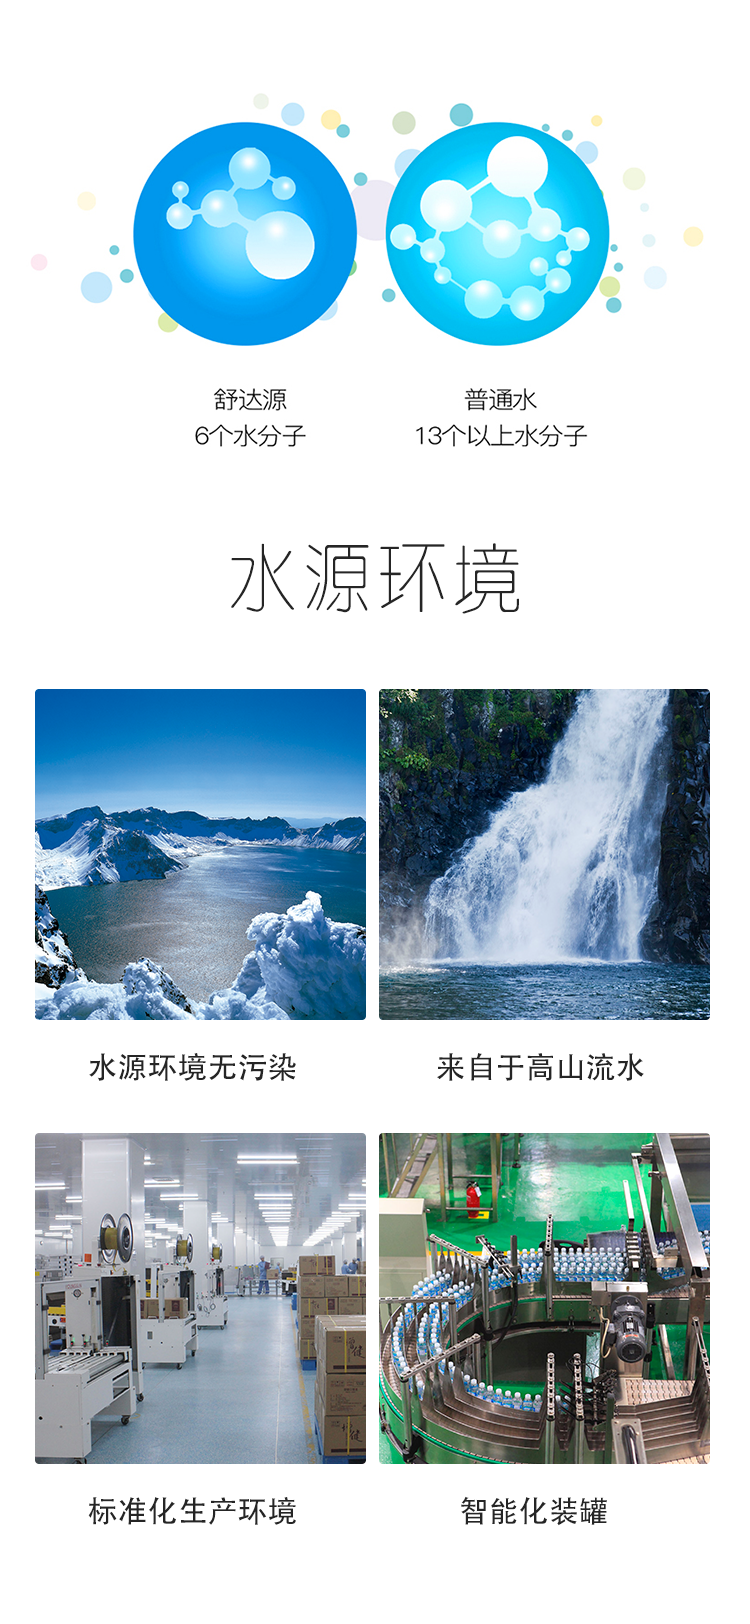 舒达源
6个水分子
普通水
13个以上水分子
水源环境
水源环境无污染
来自于高山流水
标准化生产环境
智能化装罐